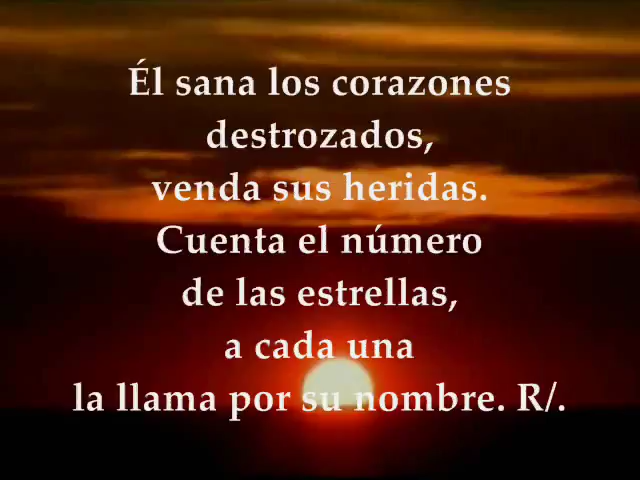 Él sana los corazones
destrozados,
venda sus heridas.
Cuenta el número
de las estrellas,
a cada una
la llama por su nombre. R/.